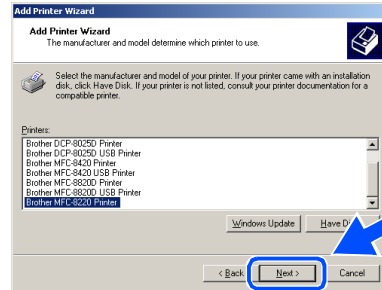 Add Printer Wizard
Add Printer Wizard
The manufacturer and model determine which printer to use.
Select the manufacturer and model of your printer. If your printer came with an installation
disk, click Have Disk. If your printer is not listed, consult your printer documentation for a
compatible printer.
Printers:
Brother DCP-8025D Printer
Brother DCP-8025D USB Printer
Brother MFC-8420 Printer
Brother MFC-8420 USB Printer
Brother MFC-8820D Printer
Brother MFC-8820D USB Printer
Brother MFC-8220 Printer
Windows Update Have
< Back Next > Cancel